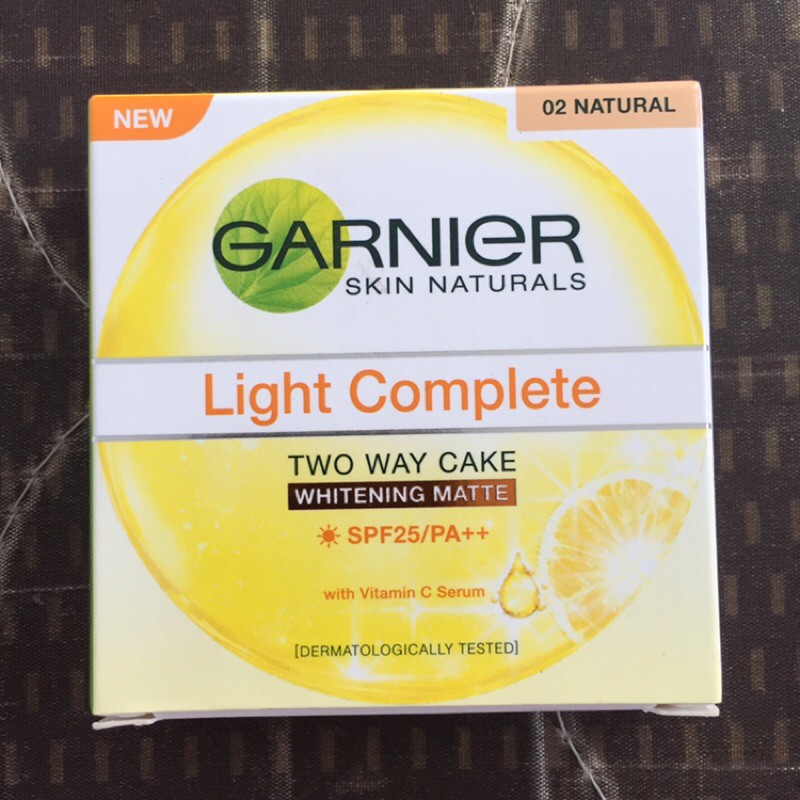 NEW
02 NATURAL
GARNIER
SKIN NATURALS
Light Complete
TWO WAY CAKE
WHITENING MATTE
SPF25/PA++
with Vitamin C Serum
[DERMATOLOGICALLY TESTED]